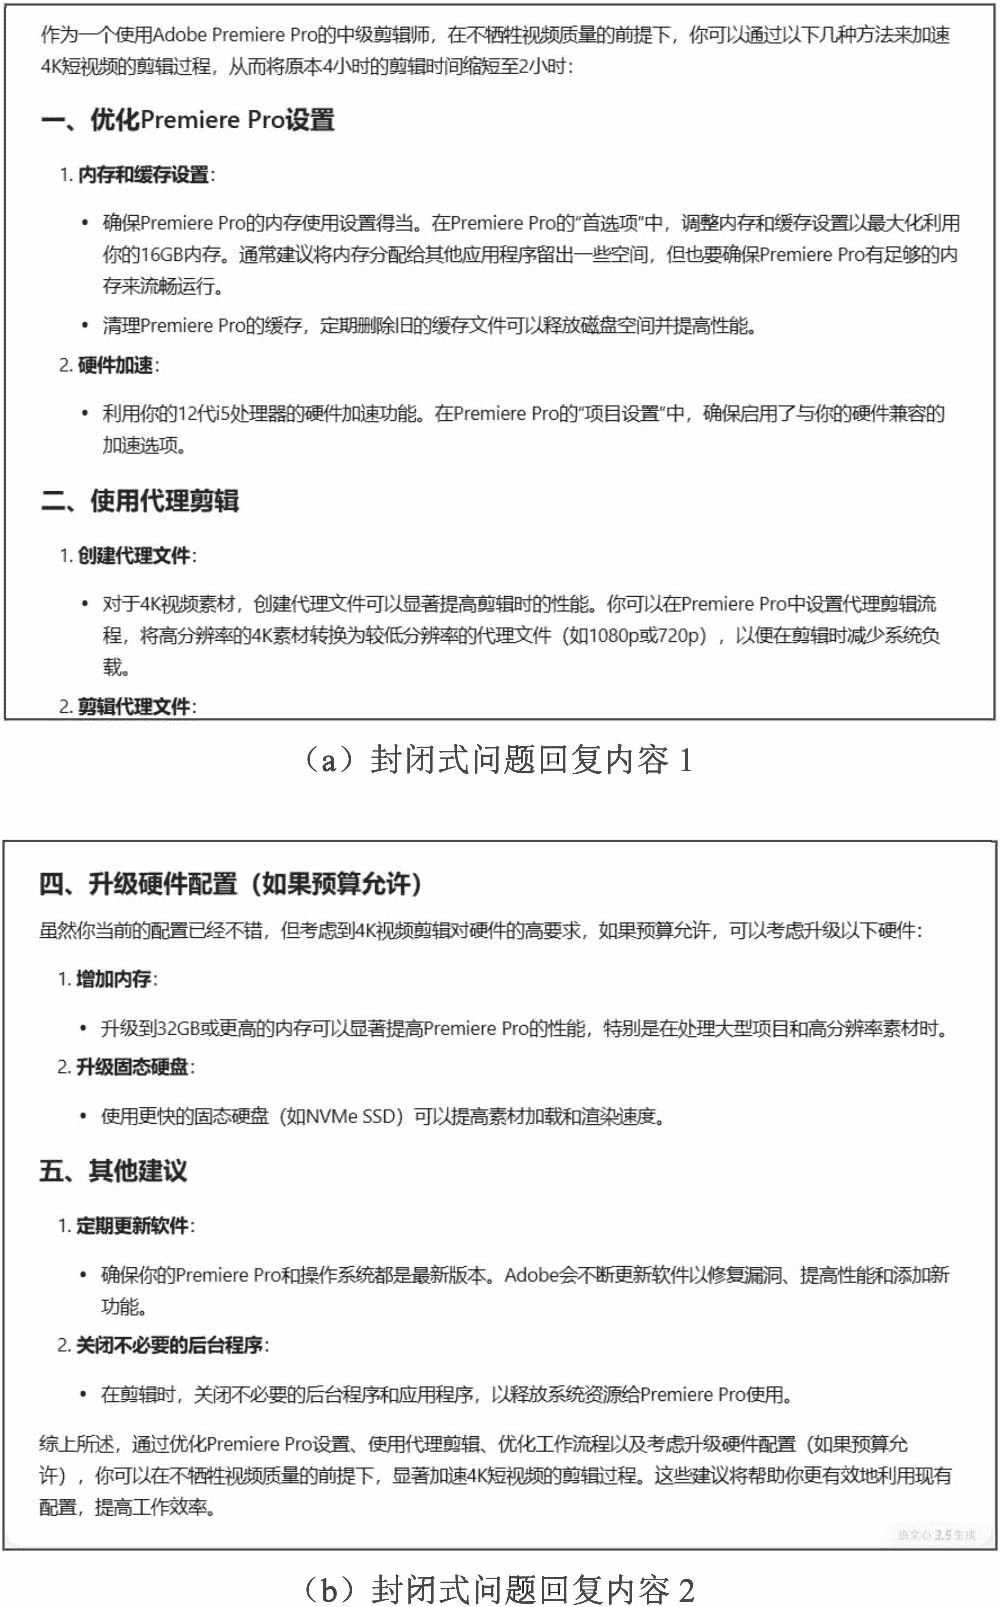 作为一个使用Adobe Premiere Pro的中级剪辑师，在不牺牲视频质量的前提下，你可以通过以下几种方法来加速
4K短视频的剪辑过程，从而将原本4小时的剪辑时间缩短至2小时：
一、优化Premiere Pro设置
1. 内存和缓存设置：
• 确保Premiere Pro的内存使用设置得当。在Premiere Pro的“首选项”中，调整内存和缓存设置以最大化利用
你的16GB内存。通常建议将内存分配给其他应用程序留出一些空间，但也要确保Premiere Pro有足够的内
存来流畅运行。
• 清理Premiere Pro的缓存，定期删除旧的缓存文件可以释放磁盘空间并提高性能。
2. 硬件加速：
• 利用你的12代i5处理器的硬件加速功能。在Premiere Pro的“项目设置”中，确保启用了与你的硬件兼容的
加速选项。
二、使用代理剪辑
1. 创建代理文件：
• 对于4K视频素材，创建代理文件可以显著提高剪辑时的性能。你可以在Premiere Pro中设置代理剪辑流
程，将高分辨率的4K素材转换为较低分辨率的代理文件（如1080p或720p），以便在剪辑时减少系统负
载。
2. 剪辑代理文件：
（a）封闭式问题回复内容 1
四、升级硬件配置（如果预算允许）
虽然你当前的配置已经不错，但考虑到4K视频剪辑对硬件的高要求，如果预算允许，可以考虑升级以下硬件：
1. 增加内存：
• 升级到32GB或更高的内存可以显著提高Premiere Pro的性能，特别是在处理大型项目和高分辨率素材时。
2. 升级固态硬盘：
• 使用更快的固态硬盘（如NVMe SSD）可以提高素材加载和渲染速度。
五、其他建议
1. 定期更新软件：
• 确保你的Premiere Pro和操作系统都是最新版本。Adobe会不断更新软件以修复漏洞、提高性能和添加新
功能。
2. 关闭不必要的后台程序：
• 在剪辑时，关闭不必要的后台程序和应用程序，以释放系统资源给Premiere Pro使用。
综上所述，通过优化Premiere Pro设置、使用代理剪辑、优化工作流程以及考虑升级硬件配置（如果预算允
许），你可以在不牺牲视频质量的前提下，显著加速4K短视频的剪辑过程。这些建议将帮助你更有效地利用现有
配置，提高工作效率。
由文心 3.5 生成
（b）封闭式问题回复内容 2